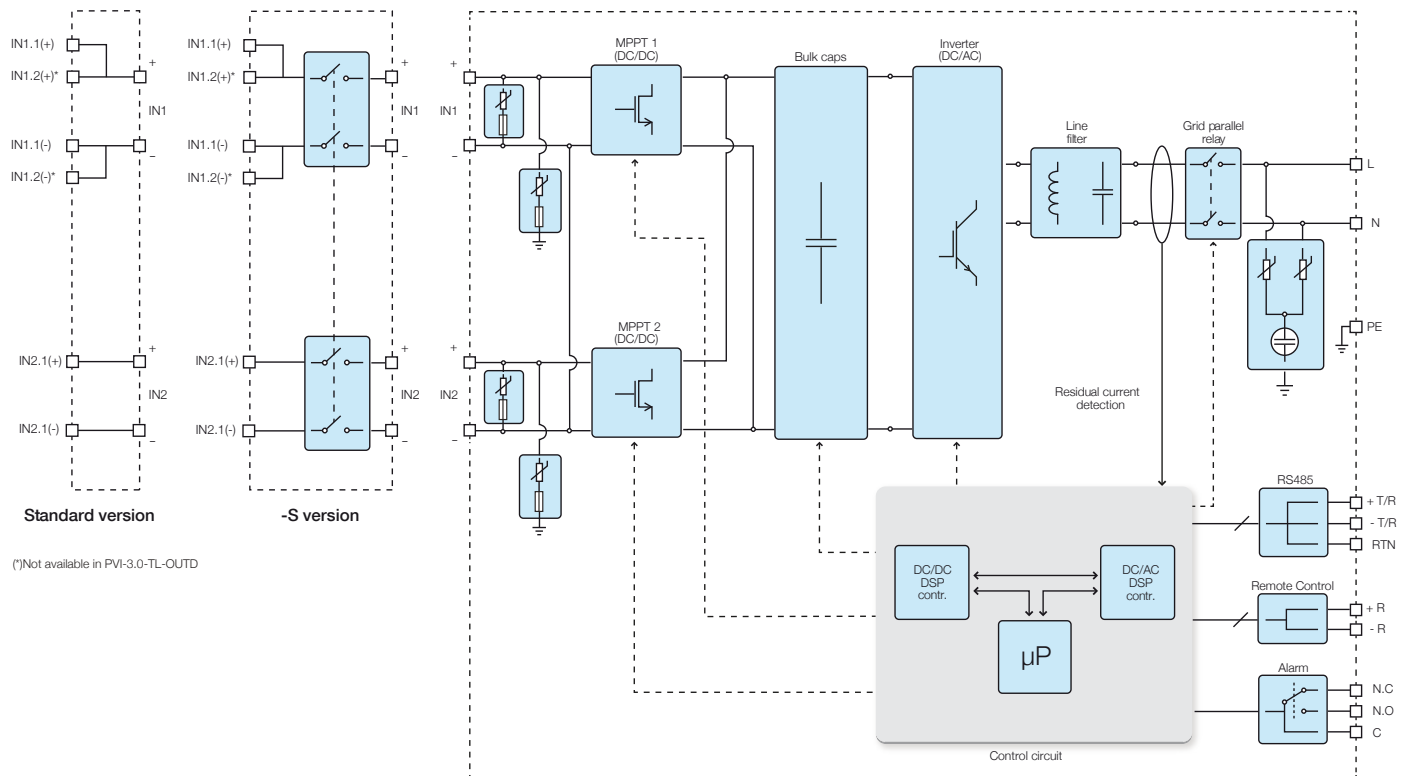 IN1.1(+)
IN1.2(+)*
IN1.1(-)
IN1.2(-)*
+
IN1
−
IN2.1(+)
IN2.1(-)
+
IN2
−
Standard version
(*)Not available in PVI-3.0-TL-OUTD
IN1.1(+)
IN1.2(+)*
IN1.1(-)
IN1.2(-)*
+
IN1
−
IN2.1(+)
IN2.1(-)
+
IN2
−
-S version
+
IN1
−
+
IN2
−
MPPT 1
(DC/DC)
MPPT 2
(DC/DC)
Bulk caps
Inverter
(DC/AC)
Line
filter
Grid parallel
relay
L
N
PE
Residual current
detection
DC/DC
DSP
contr.
DC/AC
DSP
contr.
µP
Control circuit
RS485
+ T/R
- T/R
RTN
Remote Control
+ R
- R
Alarm
N.C
N.O
C